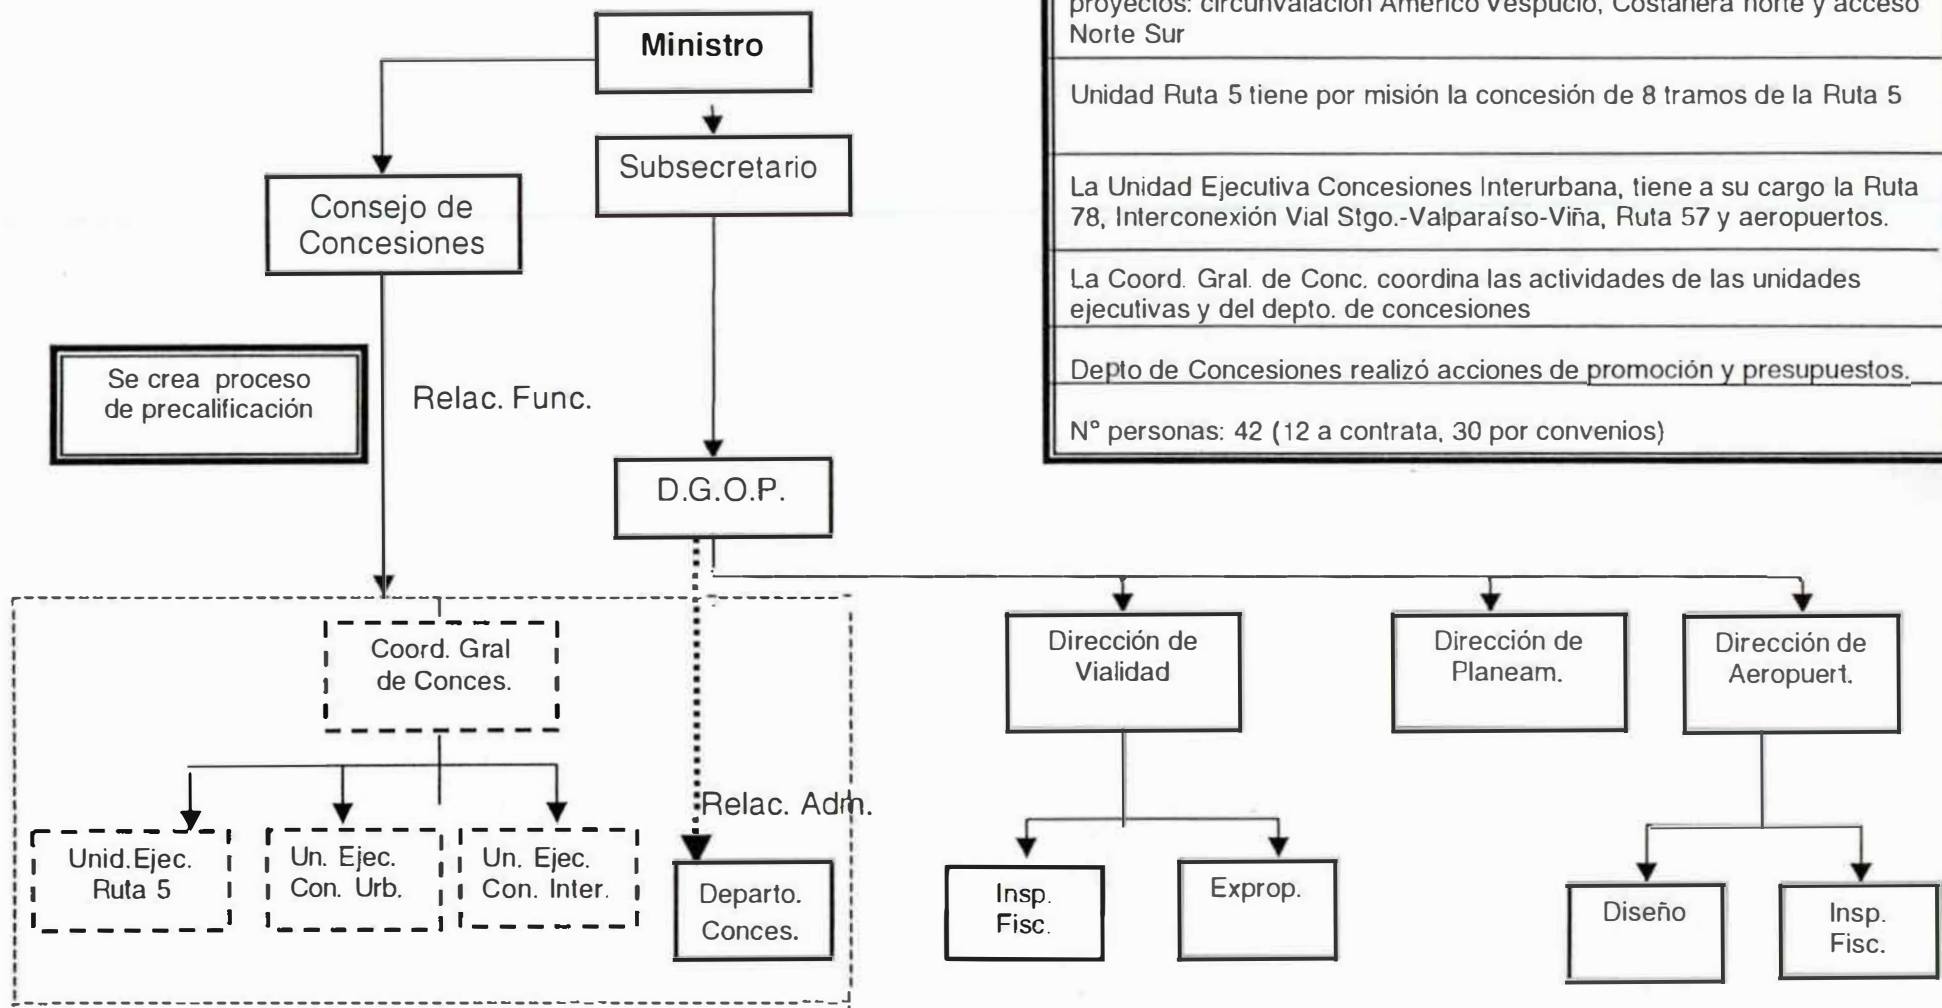 proyectos: circunvalación Américo Vespucio, Costanera norte y acceso
Norte Sur
Unidad Ruta 5 tiene por misión la concesión de 8 tramos de la Ruta 5
La Unidad Ejecutiva Concesiones Interurbana, tiene a su cargo la Ruta
78, Interconexión Vial Stgo.-Valparaíso-Viña, Ruta 57 y aeropuertos.
La Coord. Gral. de Conc. coordina las actividades de las unidades
ejecutivas y del depto. de concesiones
Depto de Concesiones realizó acciones de promoción y presupuestos.
N° personas: 42 (12 a contrata, 30 por convenios)
Ministro
Subsecretario
Consejo de
Concesiones
Se crea proceso
de precalificación
Relac. Func.
D.G.O.P.
Coord. Gral
de Conces.
Dirección de
Vialidad
Dirección de
Planeam.
Dirección de
Aeropuert.
Relac. Adm.
Unid.Ejec.
Ruta 5
Un. Ejec.
Con. Urb.
Un. Ejec.
Con. Inter.
Departo.
Conces.
Insp.
Fisc.
Exprop.
Diseño
Insp.
Fisc.